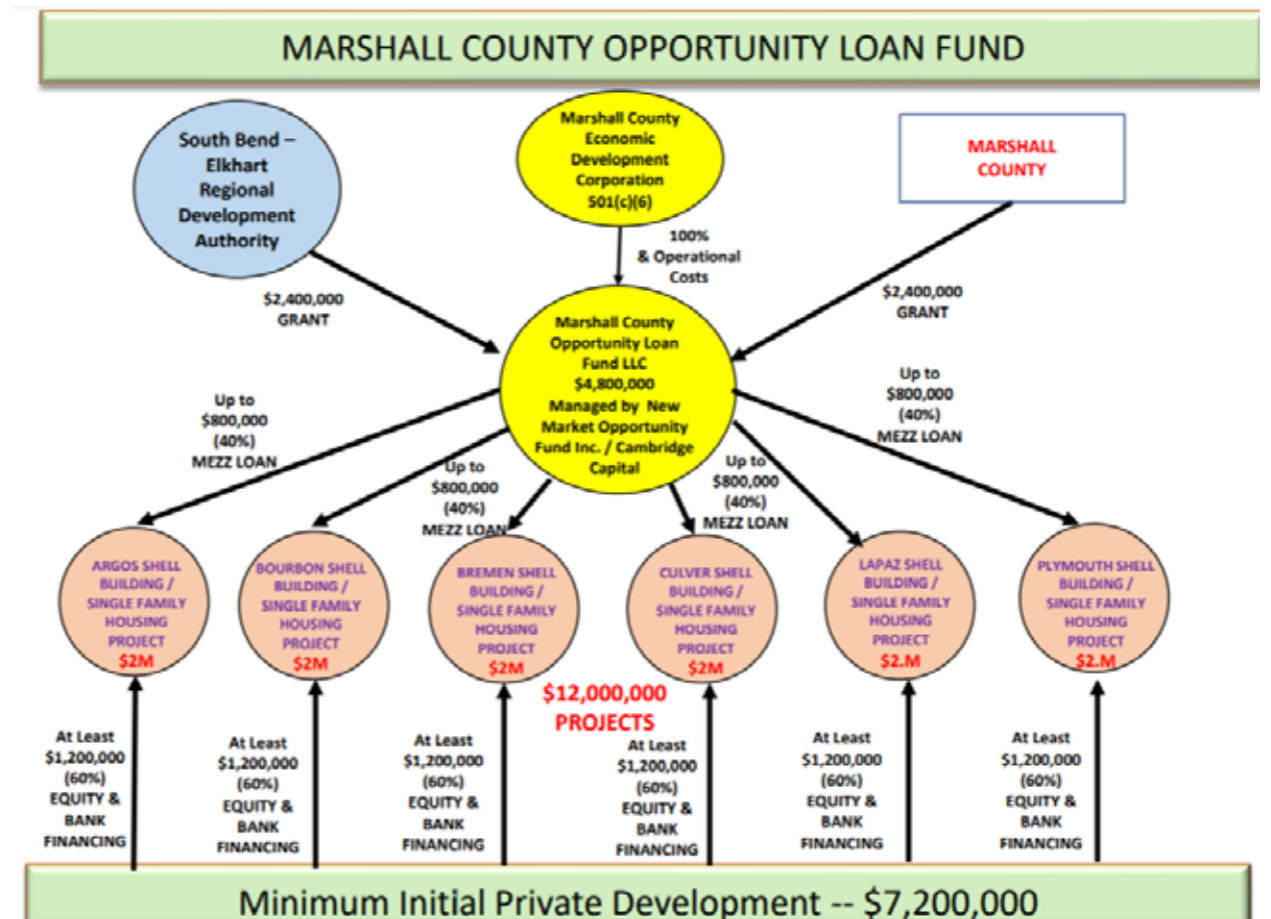 MARSHALL COUNTY OPPORTUNITY LOAN FUND
South Bend –
Elkhart
Regional
Development
Authority
Marshall County
Economic
Development
Corporation
501(c)(6)
MARSHALL
COUNTY
100%
& Operational
Costs
$2,400,000
GRANT
$2,400,000
GRANT
Marshall County
Opportunity Loan
Fund LLC
$4,800,000
Managed by New
Market Opportunity
Fund Inc. / Cambridge
Capital
Up to
$800,000
(40%)
MEZZ LOAN
Up to
$800,000
(40%)
MEZZ LOAN
Up to
$800,000
(40%)
MEZZ LOAN
Up to
$800,000
(40%)
MEZZ LOAN
ARGOS SHELL
BUILDING /
SINGLE FAMILY
HOUSING
PROJECT
$2M
BOURBON SHELL
BUILDING /
SINGLE FAMILY
HOUSING
PROJECT
$2M
BREMEN SHELL
BUILDING /
SINGLE FAMILY
HOUSING
PROJECT
$2M
CULVER SHELL
BUILDING /
SINGLE FAMILY
HOUSING
PROJECT
$2M
LAPAZ SHELL
BUILDING /
SINGLE FAMILY
HOUSING
PROJECT
$2.M
PLYMOUTH SHELL
BUILDING /
SINGLE FAMILY
HOUSING
PROJECT
$2.M
$12,000,000
PROJECTS
At Least
$1,200,000
(60%)
EQUITY &
BANK
FINANCING
At Least
$1,200,000
(60%)
EQUITY &
BANK
FINANCING
At Least
$1,200,000
(60%)
EQUITY &
BANK
FINANCING
At Least
$1,200,000
(60%)
EQUITY &
BANK
FINANCING
At Least
$1,200,000
(60%)
EQUITY &
BANK
FINANCING
At Least
$1,200,000
(60%)
EQUITY &
BANK
FINANCING
Minimum Initial Private Development -- $7,200,000